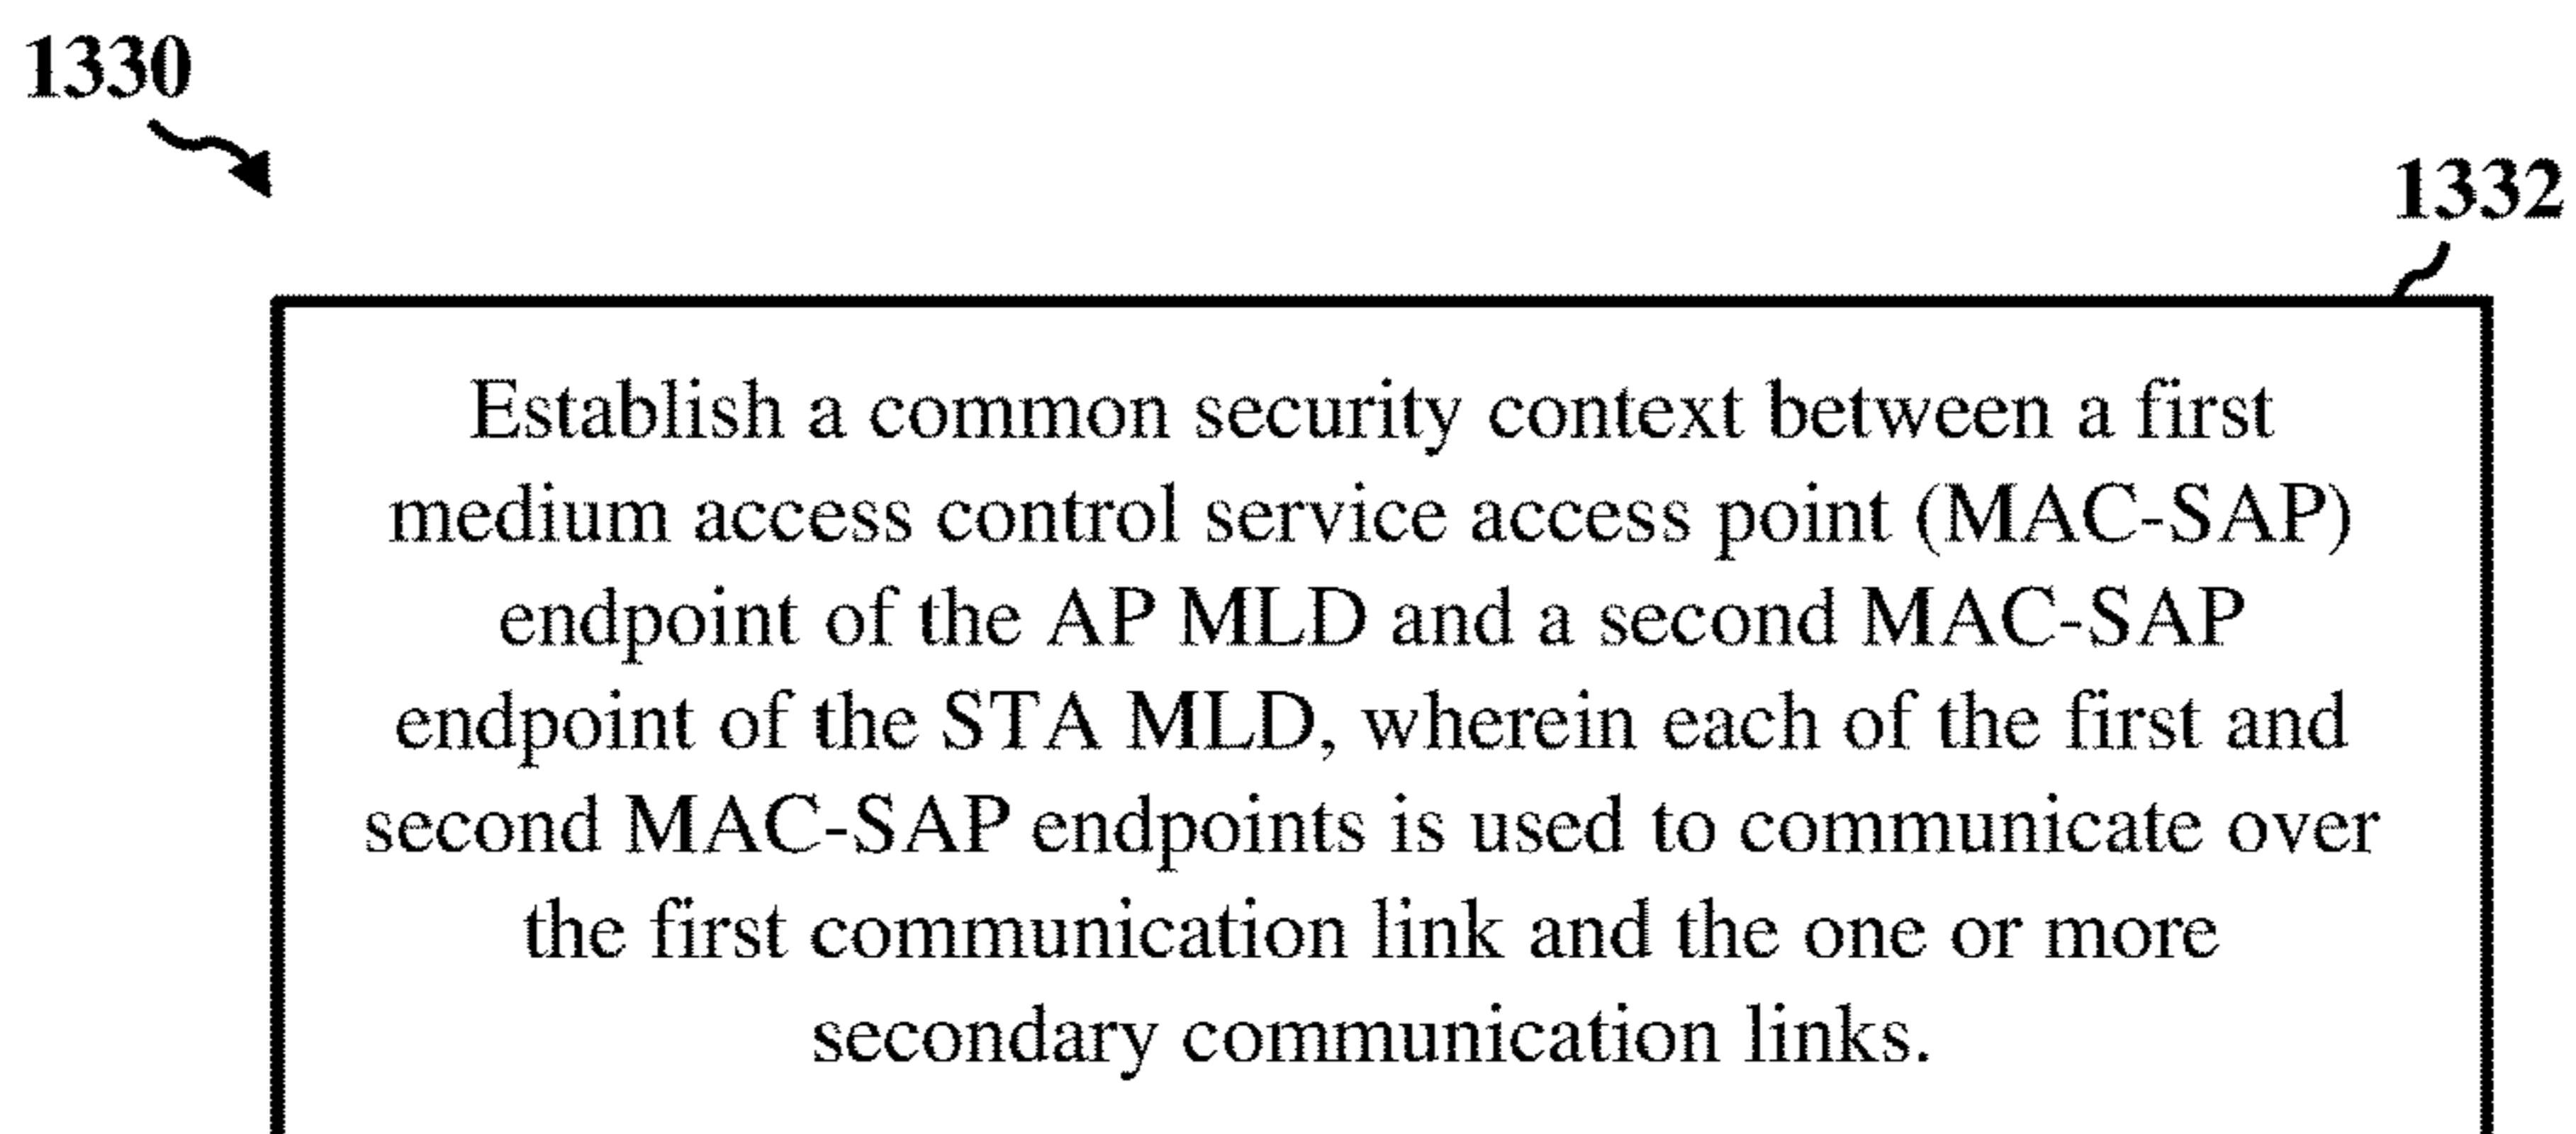 1330
1332
Establish a common security context between a first
medium access control service access point (MAC-SAP)
endpoint of the AP MLD and a second MAC-SAP
endpoint of the STA MLD, wherein each of the first and
second MAC-SAP endpoints is used to communicate over
the first communication link and the one or more
secondary communication links.